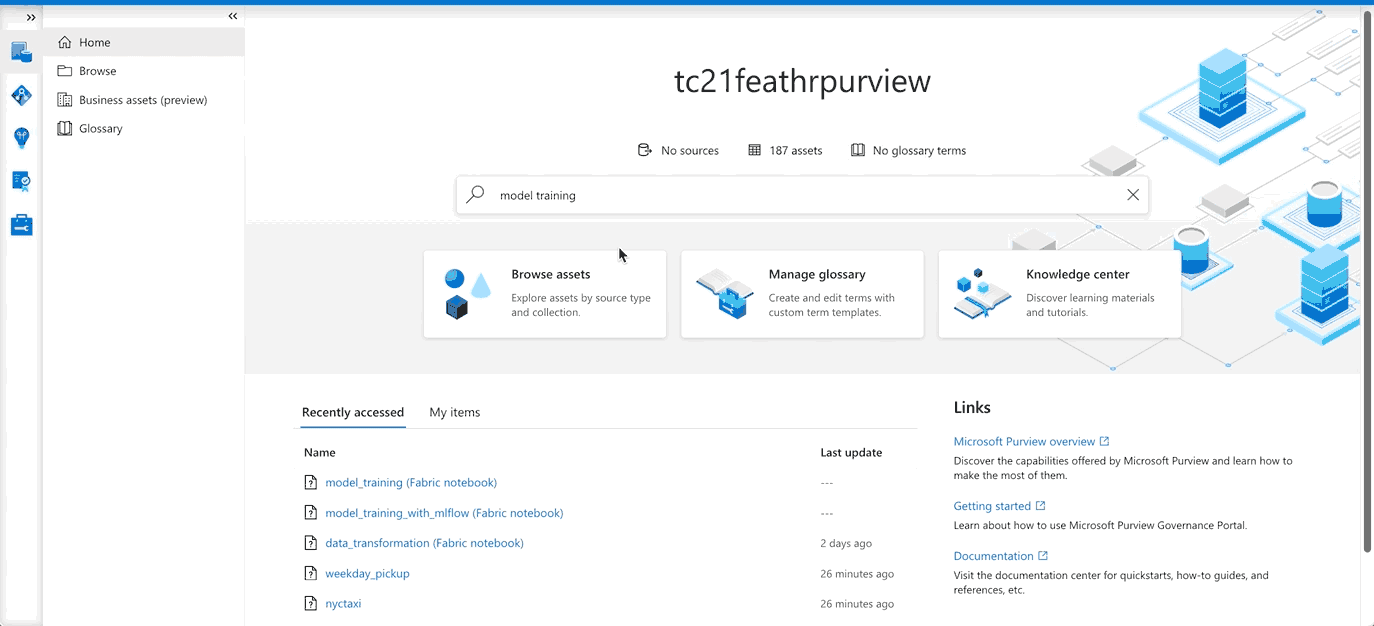 Home
Browse
Business assets (preview)
Glossary
tc21feathrpurview
No sources 187 assets No glossary terms
model training
Browse assets
Explore assets by source type
and collection.
Manage glossary
Create and edit terms with
custom term templates.
Knowledge center
Discover learning materials
and tutorials.
Recently accessed My items
Name Last update
model_training (Fabric notebook) ---
model_training_with_mlflow (Fabric notebook) ---
data_transformation (Fabric notebook) 2 days ago
weekday_pickup 26 minutes ago
nyctaxi 26 minutes ago
Links
Microsoft Purview overview
Discover the capabilities offered by Microsoft Purview and learn how to
make the most of them.
Getting started
Learn about how to use Microsoft Purview Governance Portal.
Documentation
Visit the documentation center for quickstarts, how-to guides, and
references, etc.